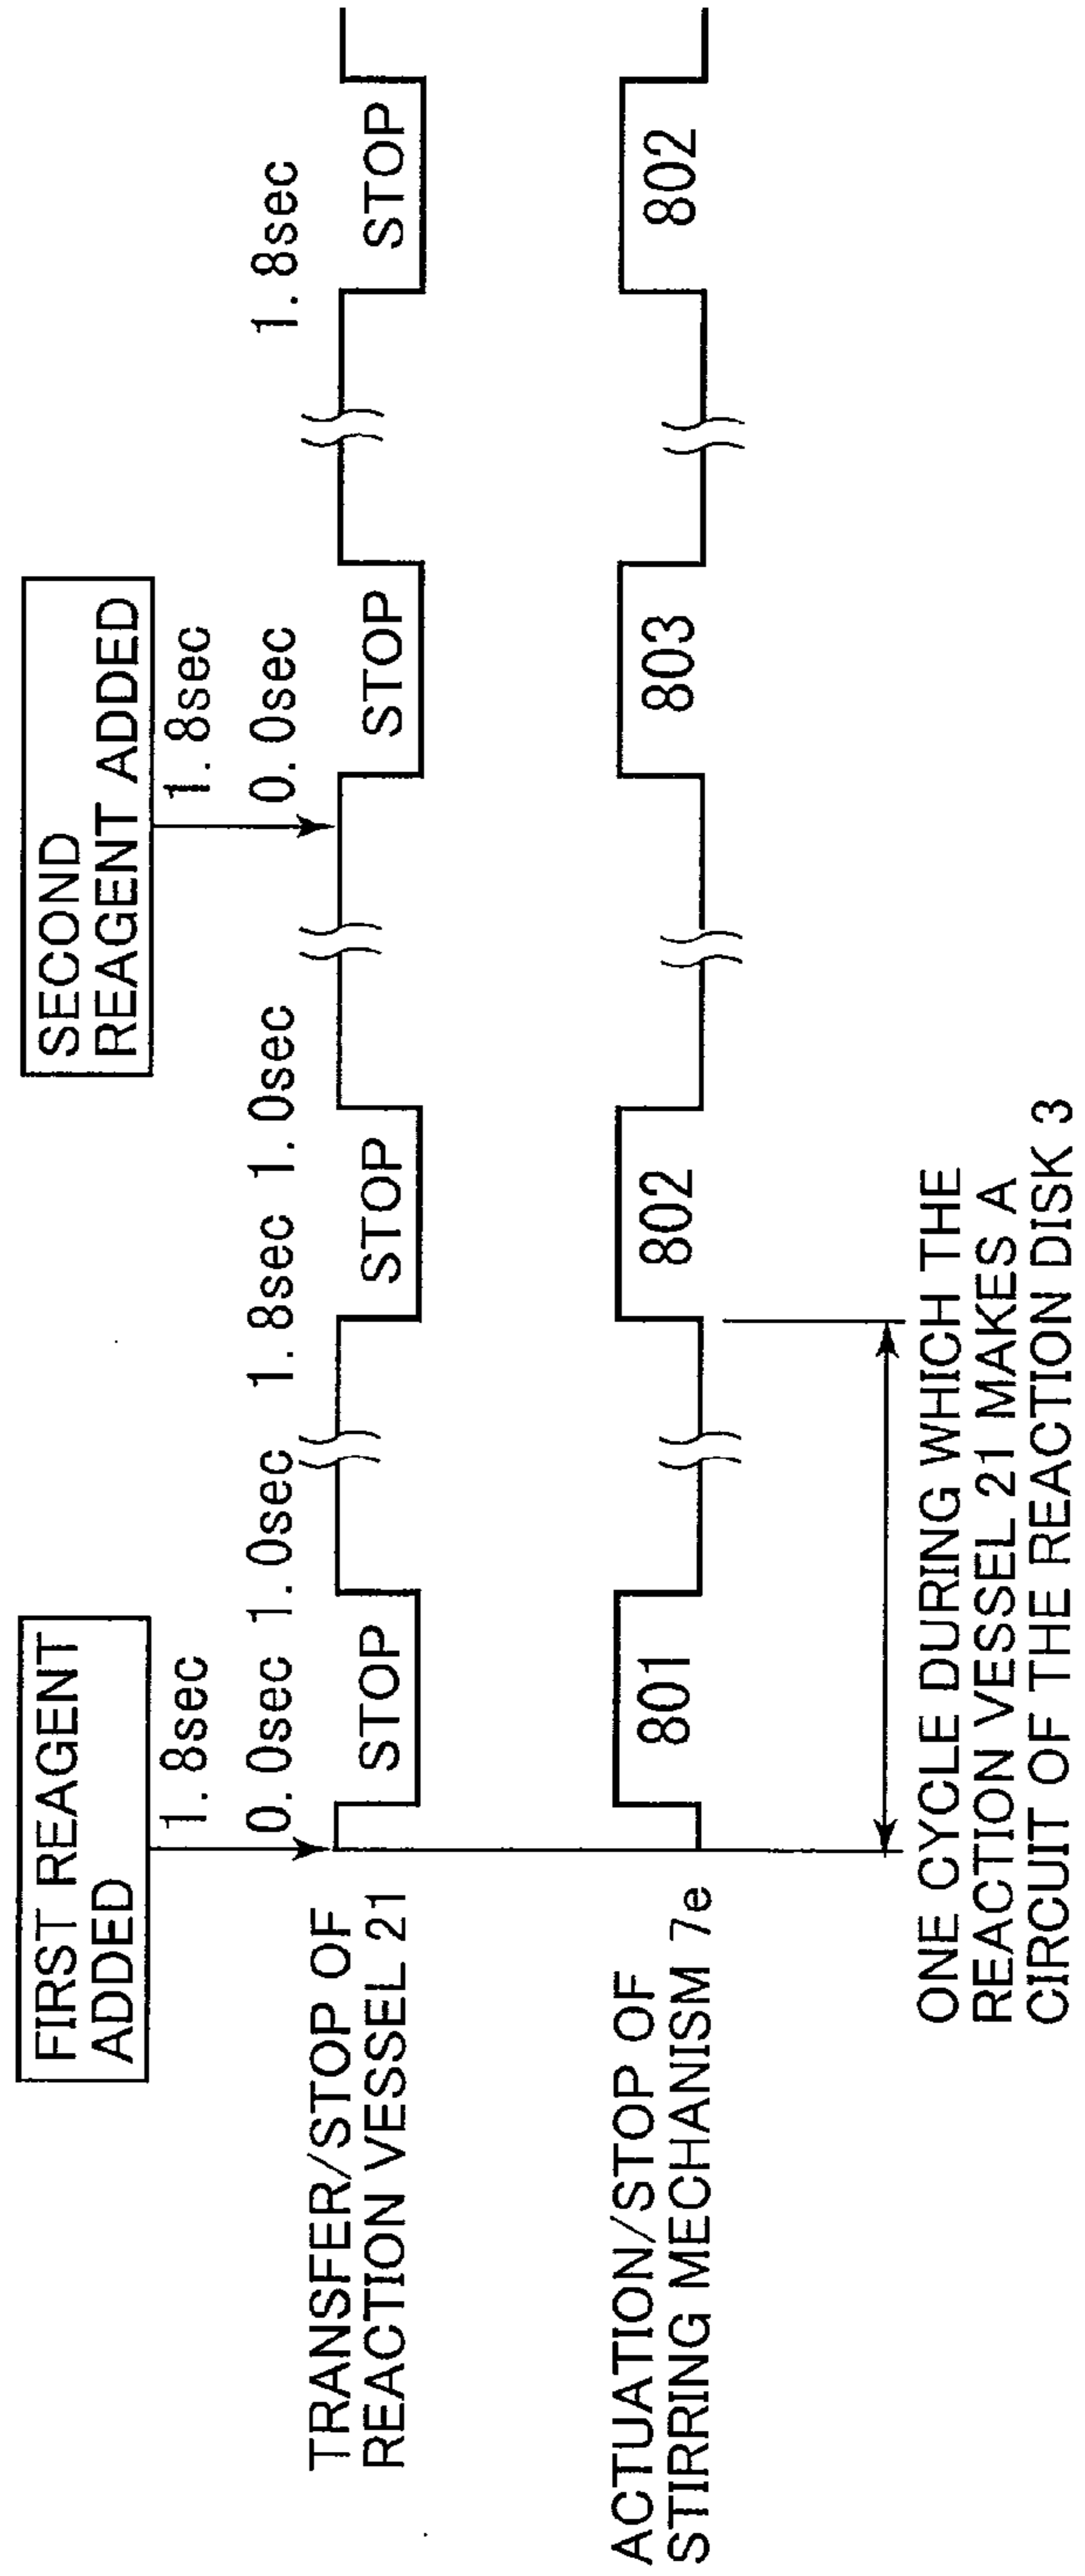 FIRST REAGENT
ADDED
SECOND
REAGENT ADDED
1.8sec
1.8sec
0.0sec 1.0sec 1.8sec 1.0sec 0.0sec 1.8sec
TRANSFER/STOP OF
REACTION VESSEL 21
STOP STOP STOP STOP
ACTUATION/STOP OF
STIRRING MECHANISM 7e
801 802 803 802
ONE CYCLE DURING WHICH THE
REACTION VESSEL 21 MAKES A
CIRCUIT OF THE REACTION DISK 3